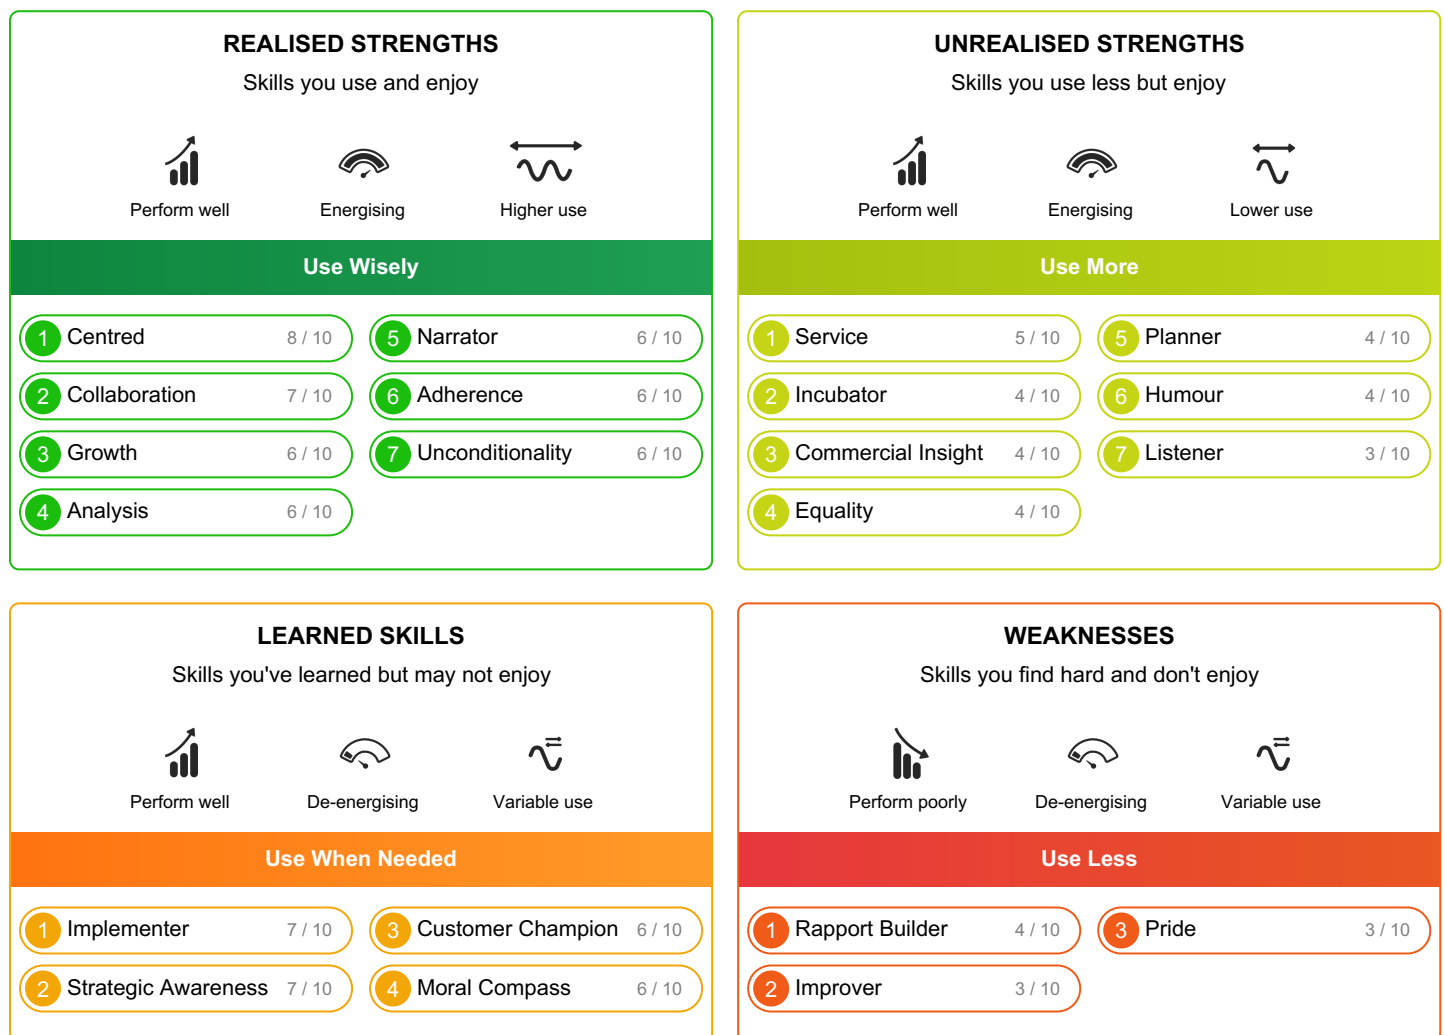 REALISED STRENGTHS
Skills you use and enjoy
Perform well
Energising
Higher use
Use Wisely
1 Centred 8 / 10
2 Collaboration 7 / 10
3 Growth 6 / 10
4 Analysis 6 / 10
5 Narrator 6 / 10
6 Adherence 6 / 10
7 Unconditionality 6 / 10
UNREALISED STRENGTHS
Skills you use less but enjoy
Perform well
Energising
Lower use
Use More
1 Service 5 / 10
2 Incubator 4 / 10
3 Commercial Insight 4 / 10
4 Equality 4 / 10
5 Planner 4 / 10
6 Humour 4 / 10
7 Listener 3 / 10
LEARNED SKILLS
Skills you've learned but may not enjoy
Perform well
De-energising
Variable use
Use When Needed
1 Implementer 7 / 10
2 Strategic Awareness 7 / 10
3 Customer Champion 6 / 10
4 Moral Compass 6 / 10
WEAKNESSES
Skills you find hard and don't enjoy
Perform poorly
De-energising
Variable use
Use Less
1 Rapport Builder 4 / 10
2 Improver 3 / 10
3 Pride 3 / 10